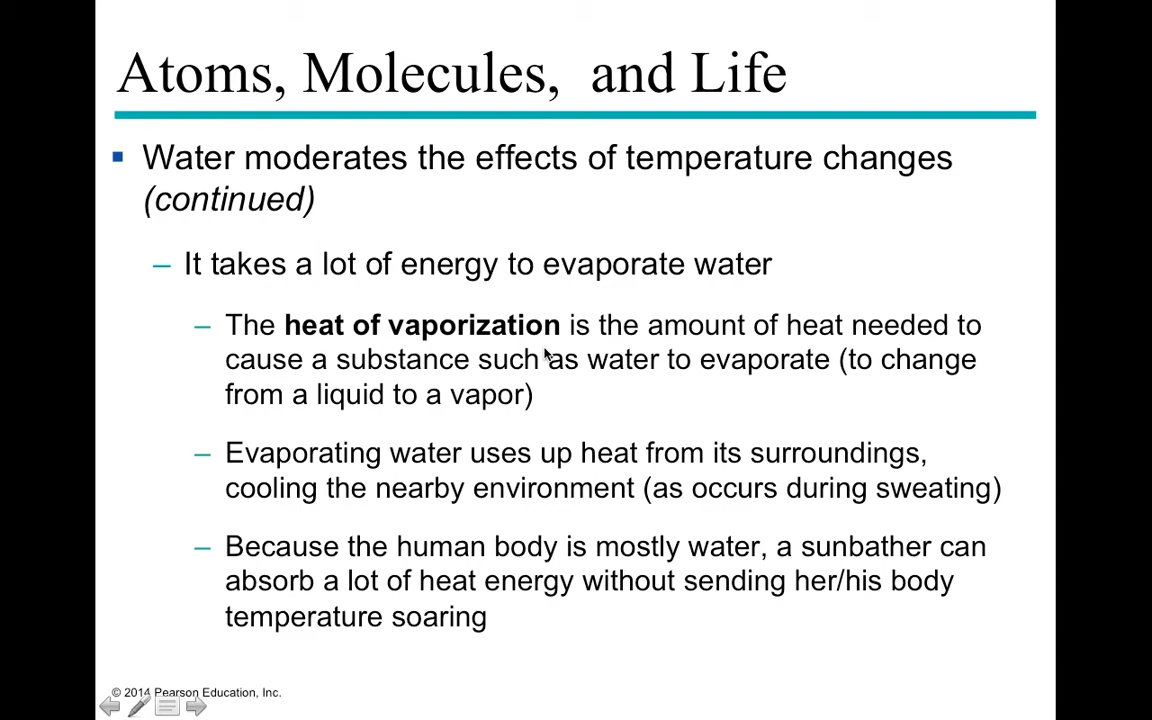 Atoms, Molecules, and Life
▪ Water moderates the effects of temperature changes
(continued)
– It takes a lot of energy to evaporate water
– The heat of vaporization is the amount of heat needed to
cause a substance such as water to evaporate (to change
from a liquid to a vapor)
– Evaporating water uses up heat from its surroundings,
cooling the nearby environment (as occurs during sweating)
– Because the human body is mostly water, a sunbather can
absorb a lot of heat energy without sending her/his body
temperature soaring
© 2014 Pearson Education, Inc.